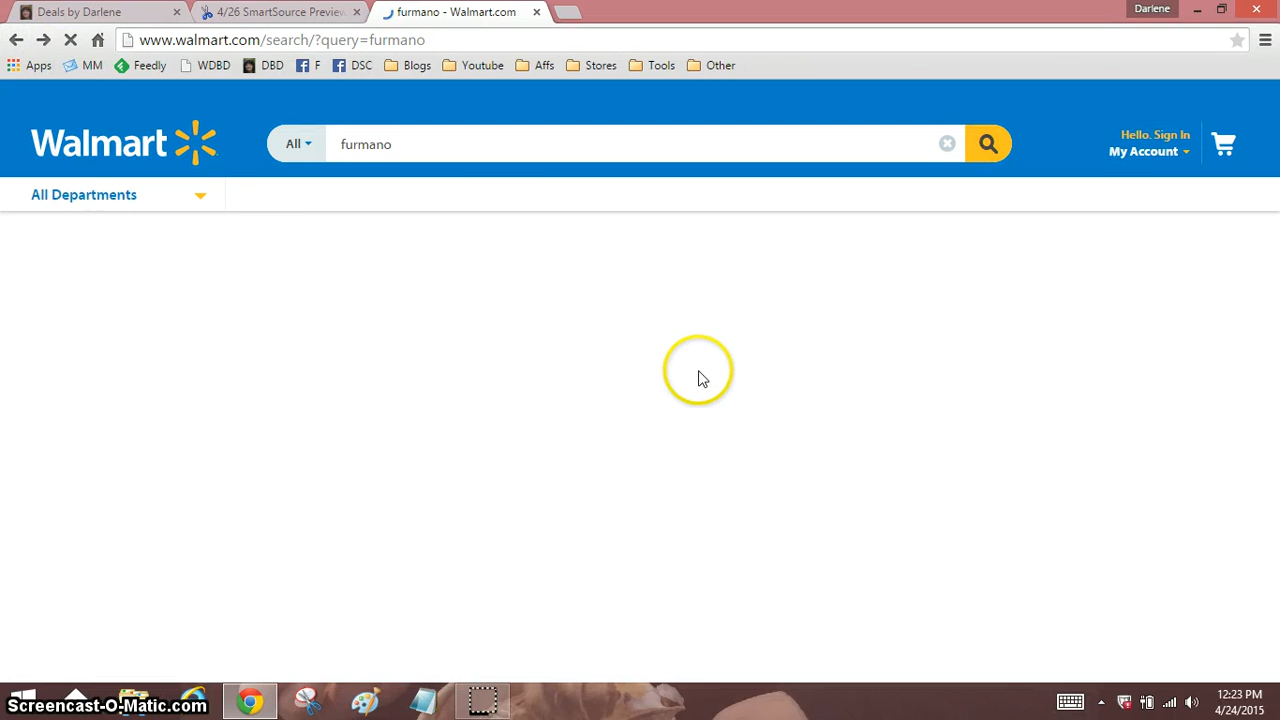 Deals by Darlene
4/26 SmartSource Preview
furmano - Walmart.com
Darlene
www.walmart.com/search/?query=furmano
Apps
MM
Feedly
WDBD
DBD
F
DSC
Blogs
Youtube
Affs
Stores
Tools
Other
Walmart
All
furmano
Hello. Sign In
My Account
All Departments
Screencast-O-Matic.com
12:23 PM
4/24/2015